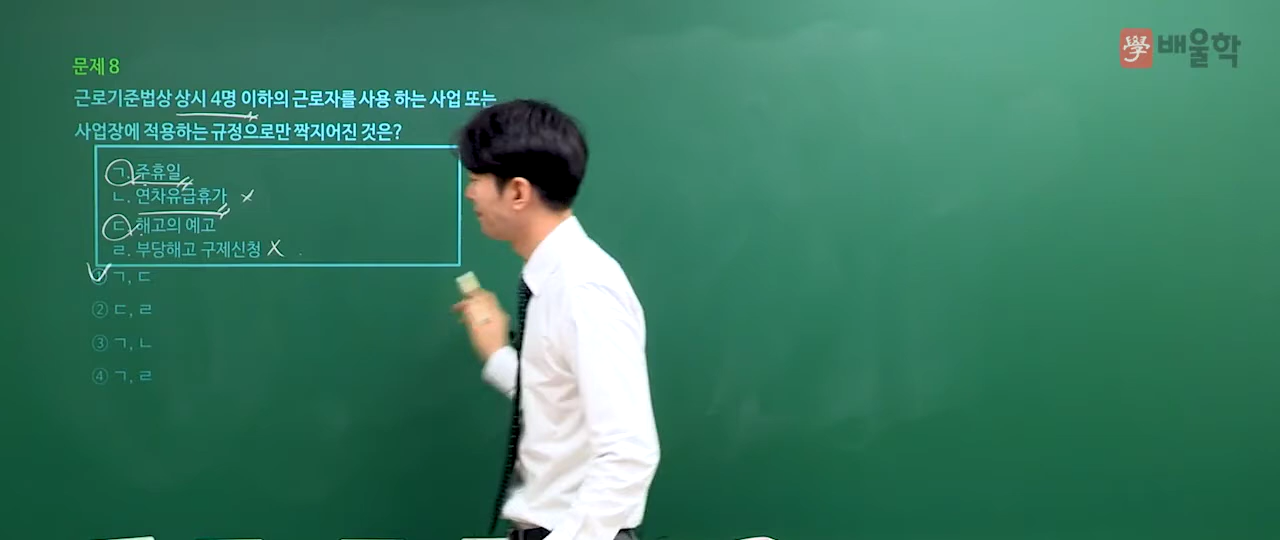 學 배울학
문제 8
근로기준법상 상시 4명 이하의 근로자를 사용 하는 사업 또는
사업장에 적용하는 규정으로만 짝지어진 것은?
ㄱ. 주휴일
ㄴ. 연차유급휴가 ×
ㄷ. 해고의 예고
ㄹ. 부당해고 구제신청 X
① ㄱ, ㄷ
② ㄷ, ㄹ
③ ㄱ, ㄴ
④ ㄱ, ㄹ